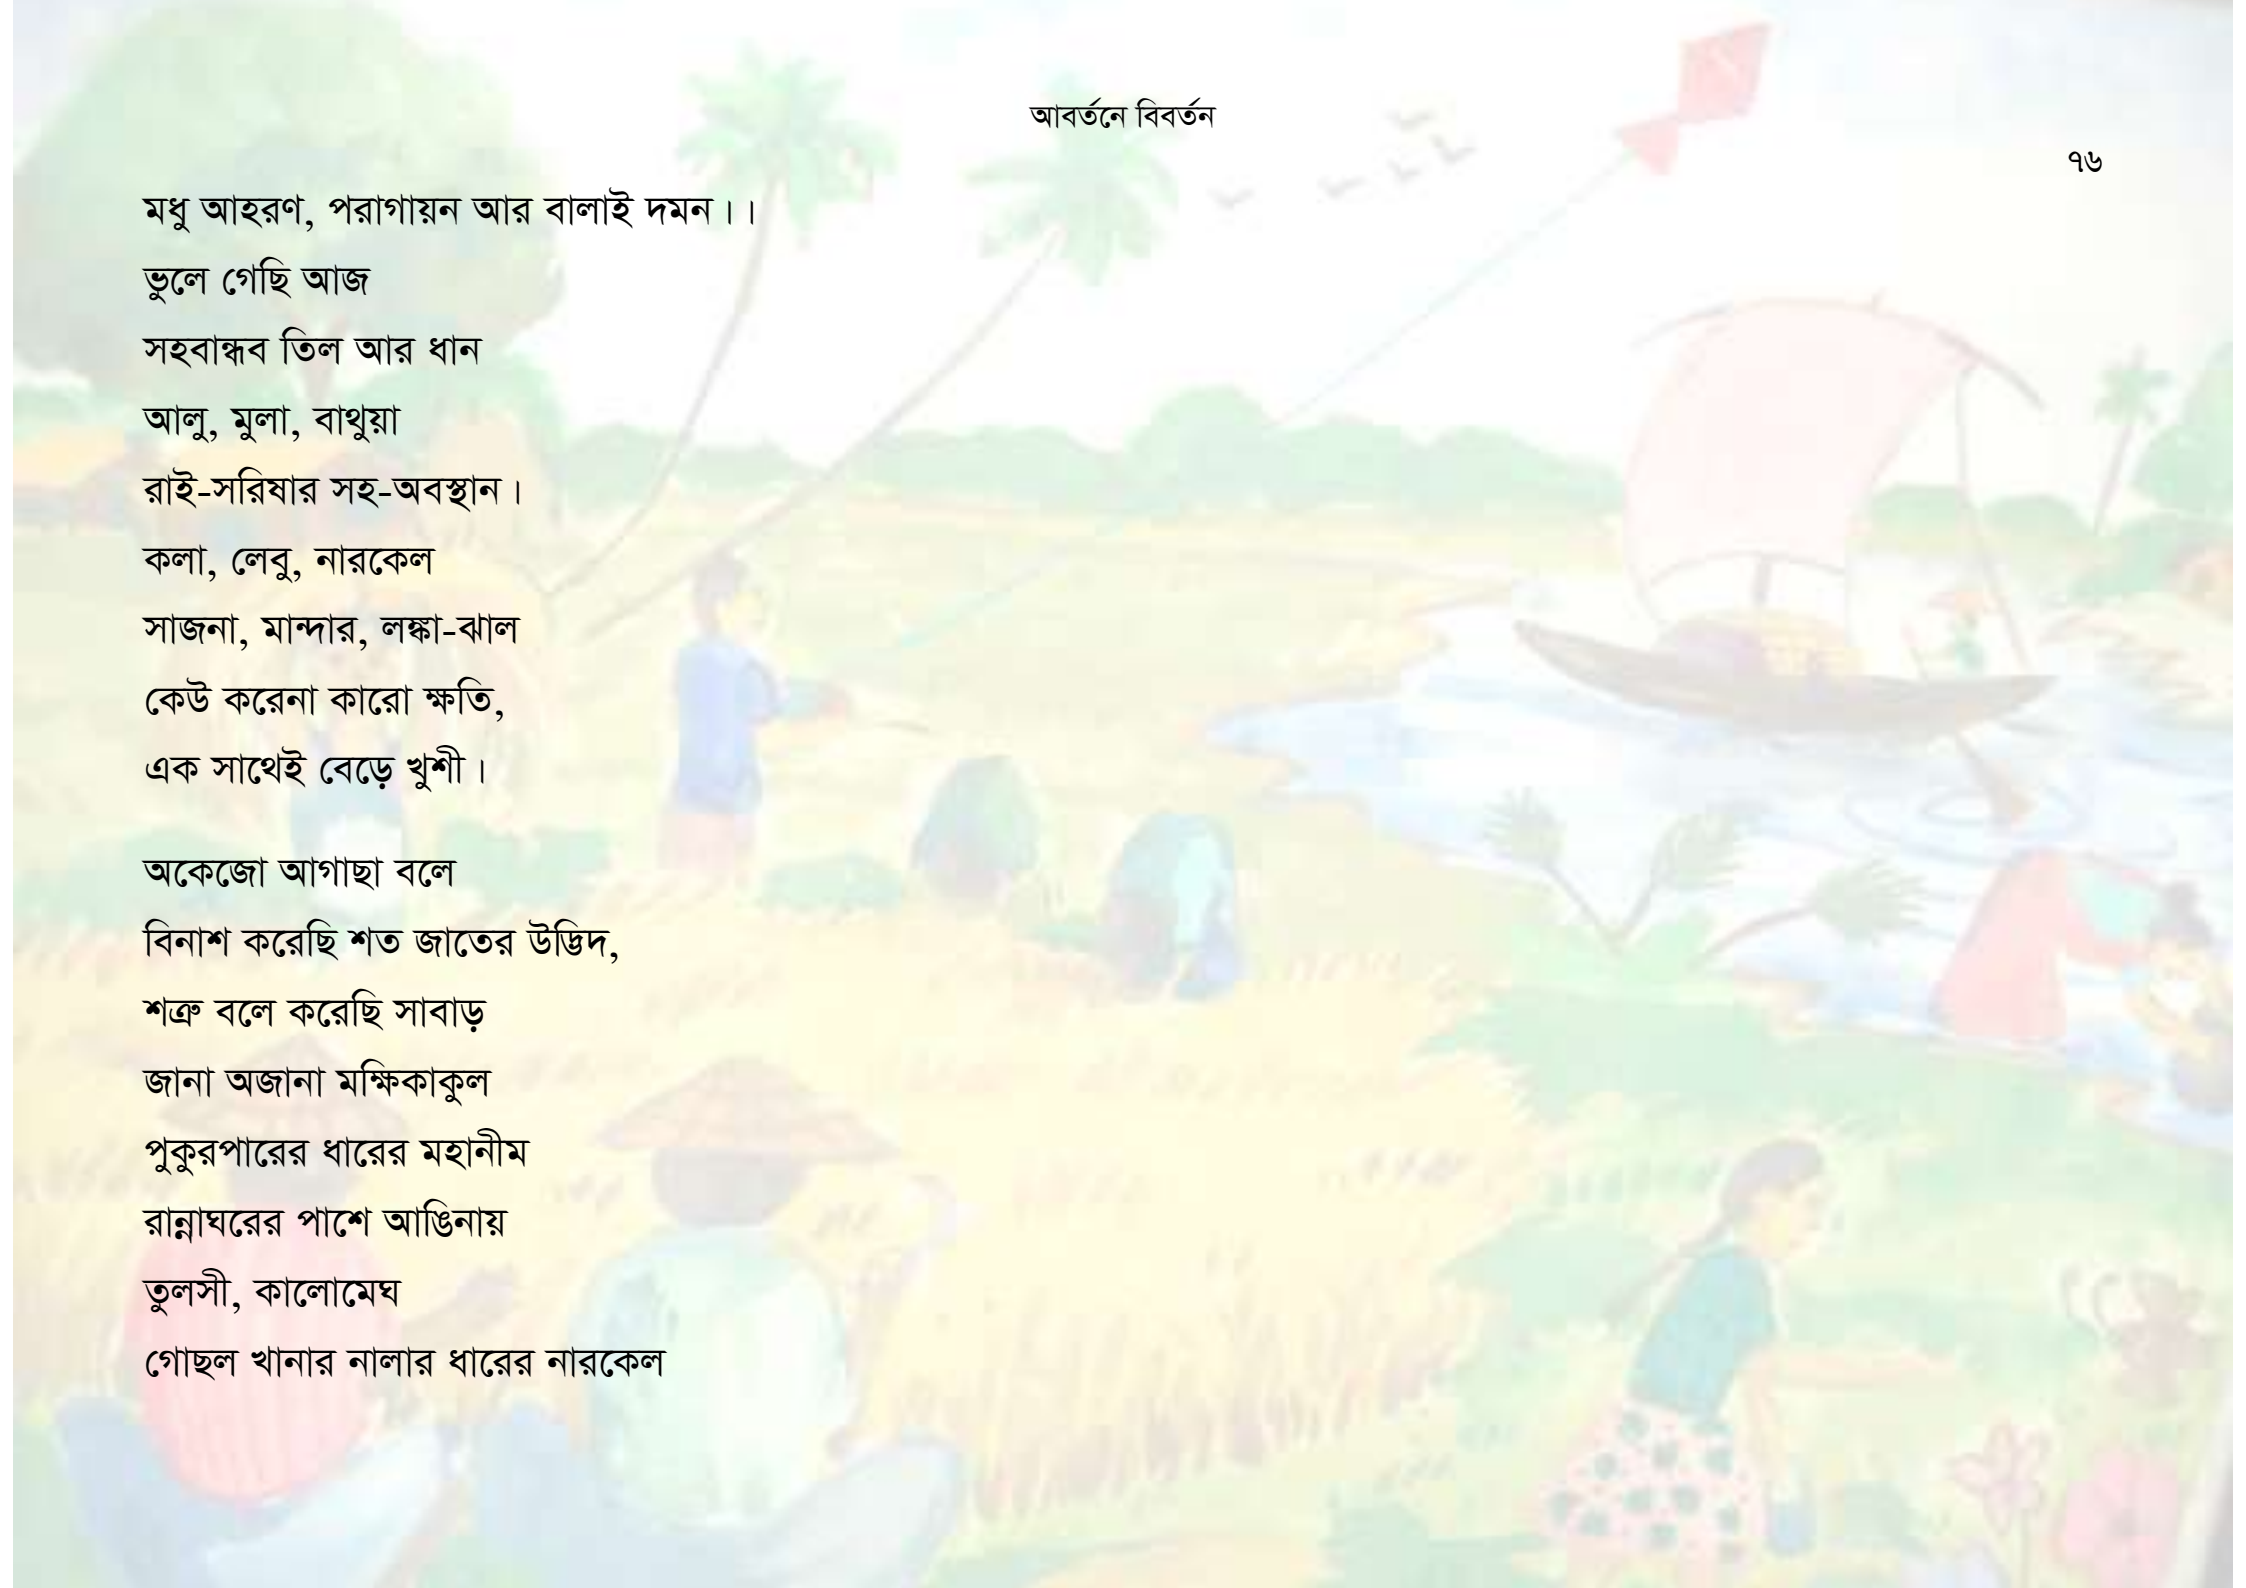 আবর্তনে বিবর্তন
৭৬
মধু আহরণ, পরাগায়ন আর বালাই দমন।।
ভুলে গেছি আজ
সহবান্ধব তিল আর ধান
আলু, মুলা, বাথুয়া
রাই-সরিষার সহ-অবস্থান।
কলা, লেবু, নারকেল
সাজনা, মান্দার, লঙ্কা-ঝাল
কেউ করেনা কারো ক্ষতি,
এক সাথেই বেড়ে খুশী।
অকেজো আগাছা বলে
বিনাশ করেছি শত জাতের উদ্ভিদ,
শত্রু বলে করেছি সাবাড়
জানা অজানা মক্ষিকাকুল
পুকুরপারের ধারের মহানীম
রান্নাঘরের পাশে আঙিনায়
তুলসী, কালোমেঘ
গোছল খানার নালার ধারের নারকেল